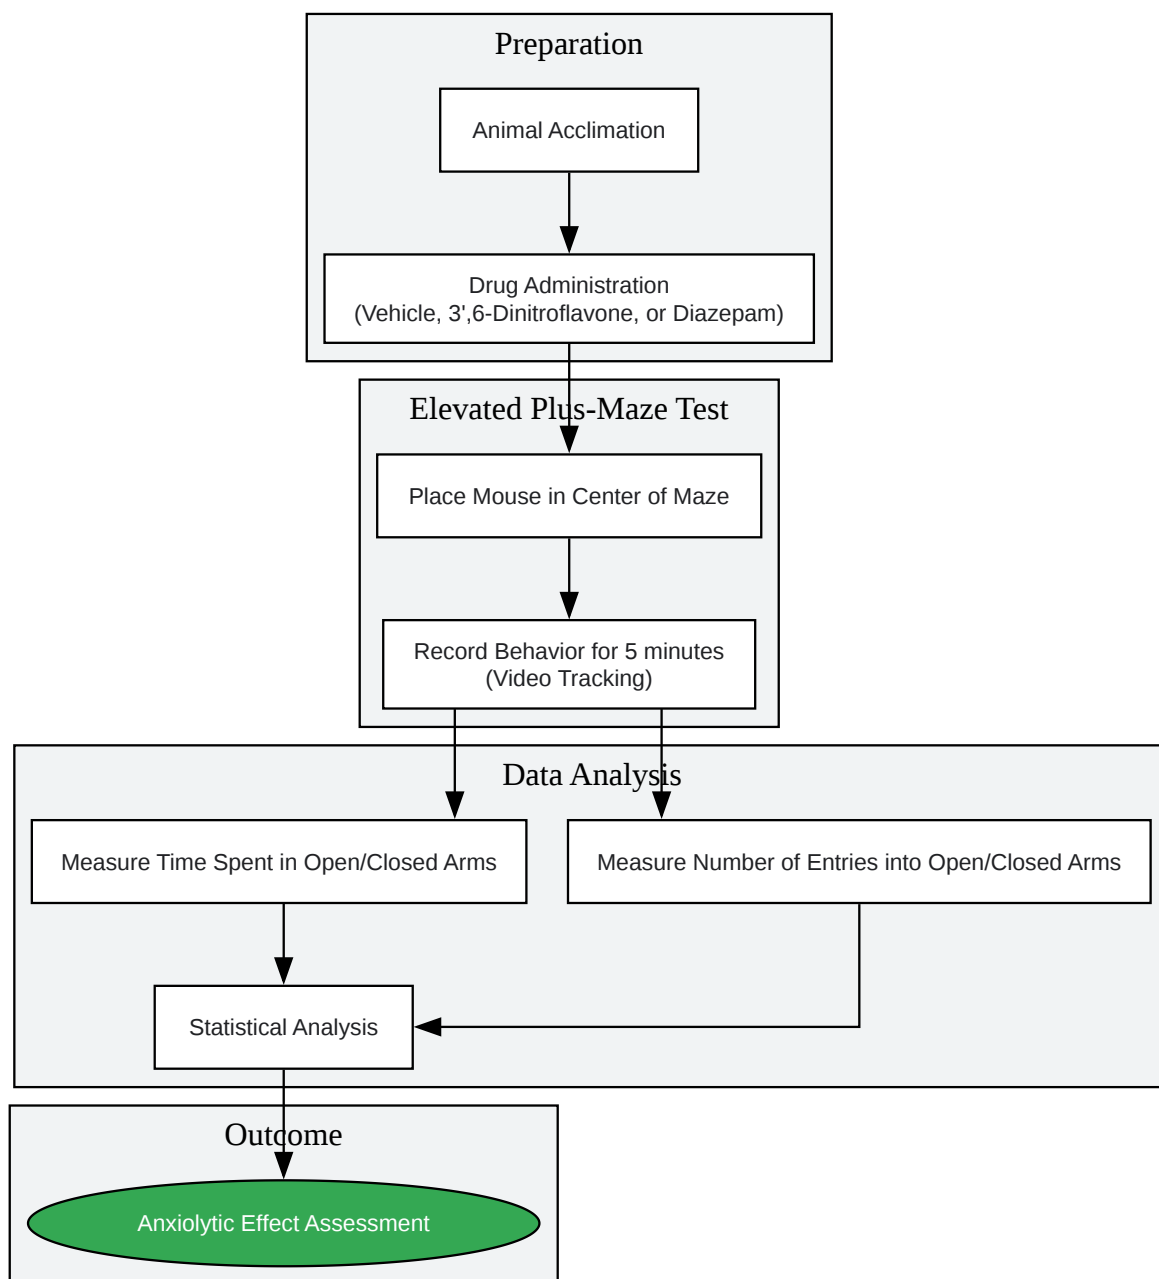 Preparation
Animal Acclimation
Drug Administration
(Vehicle, 3',6-Dinitroflavone, or Diazepam)
Elevated Plus-Maze Test
Place Mouse in Center of Maze
Record Behavior for 5 minutes
(Video Tracking)
Data Analysis
Measure Time Spent in Open/Closed Arms
Measure Number of Entries into Open/Closed Arms
Statistical Analysis
Outcome
Anxiolytic Effect Assessment